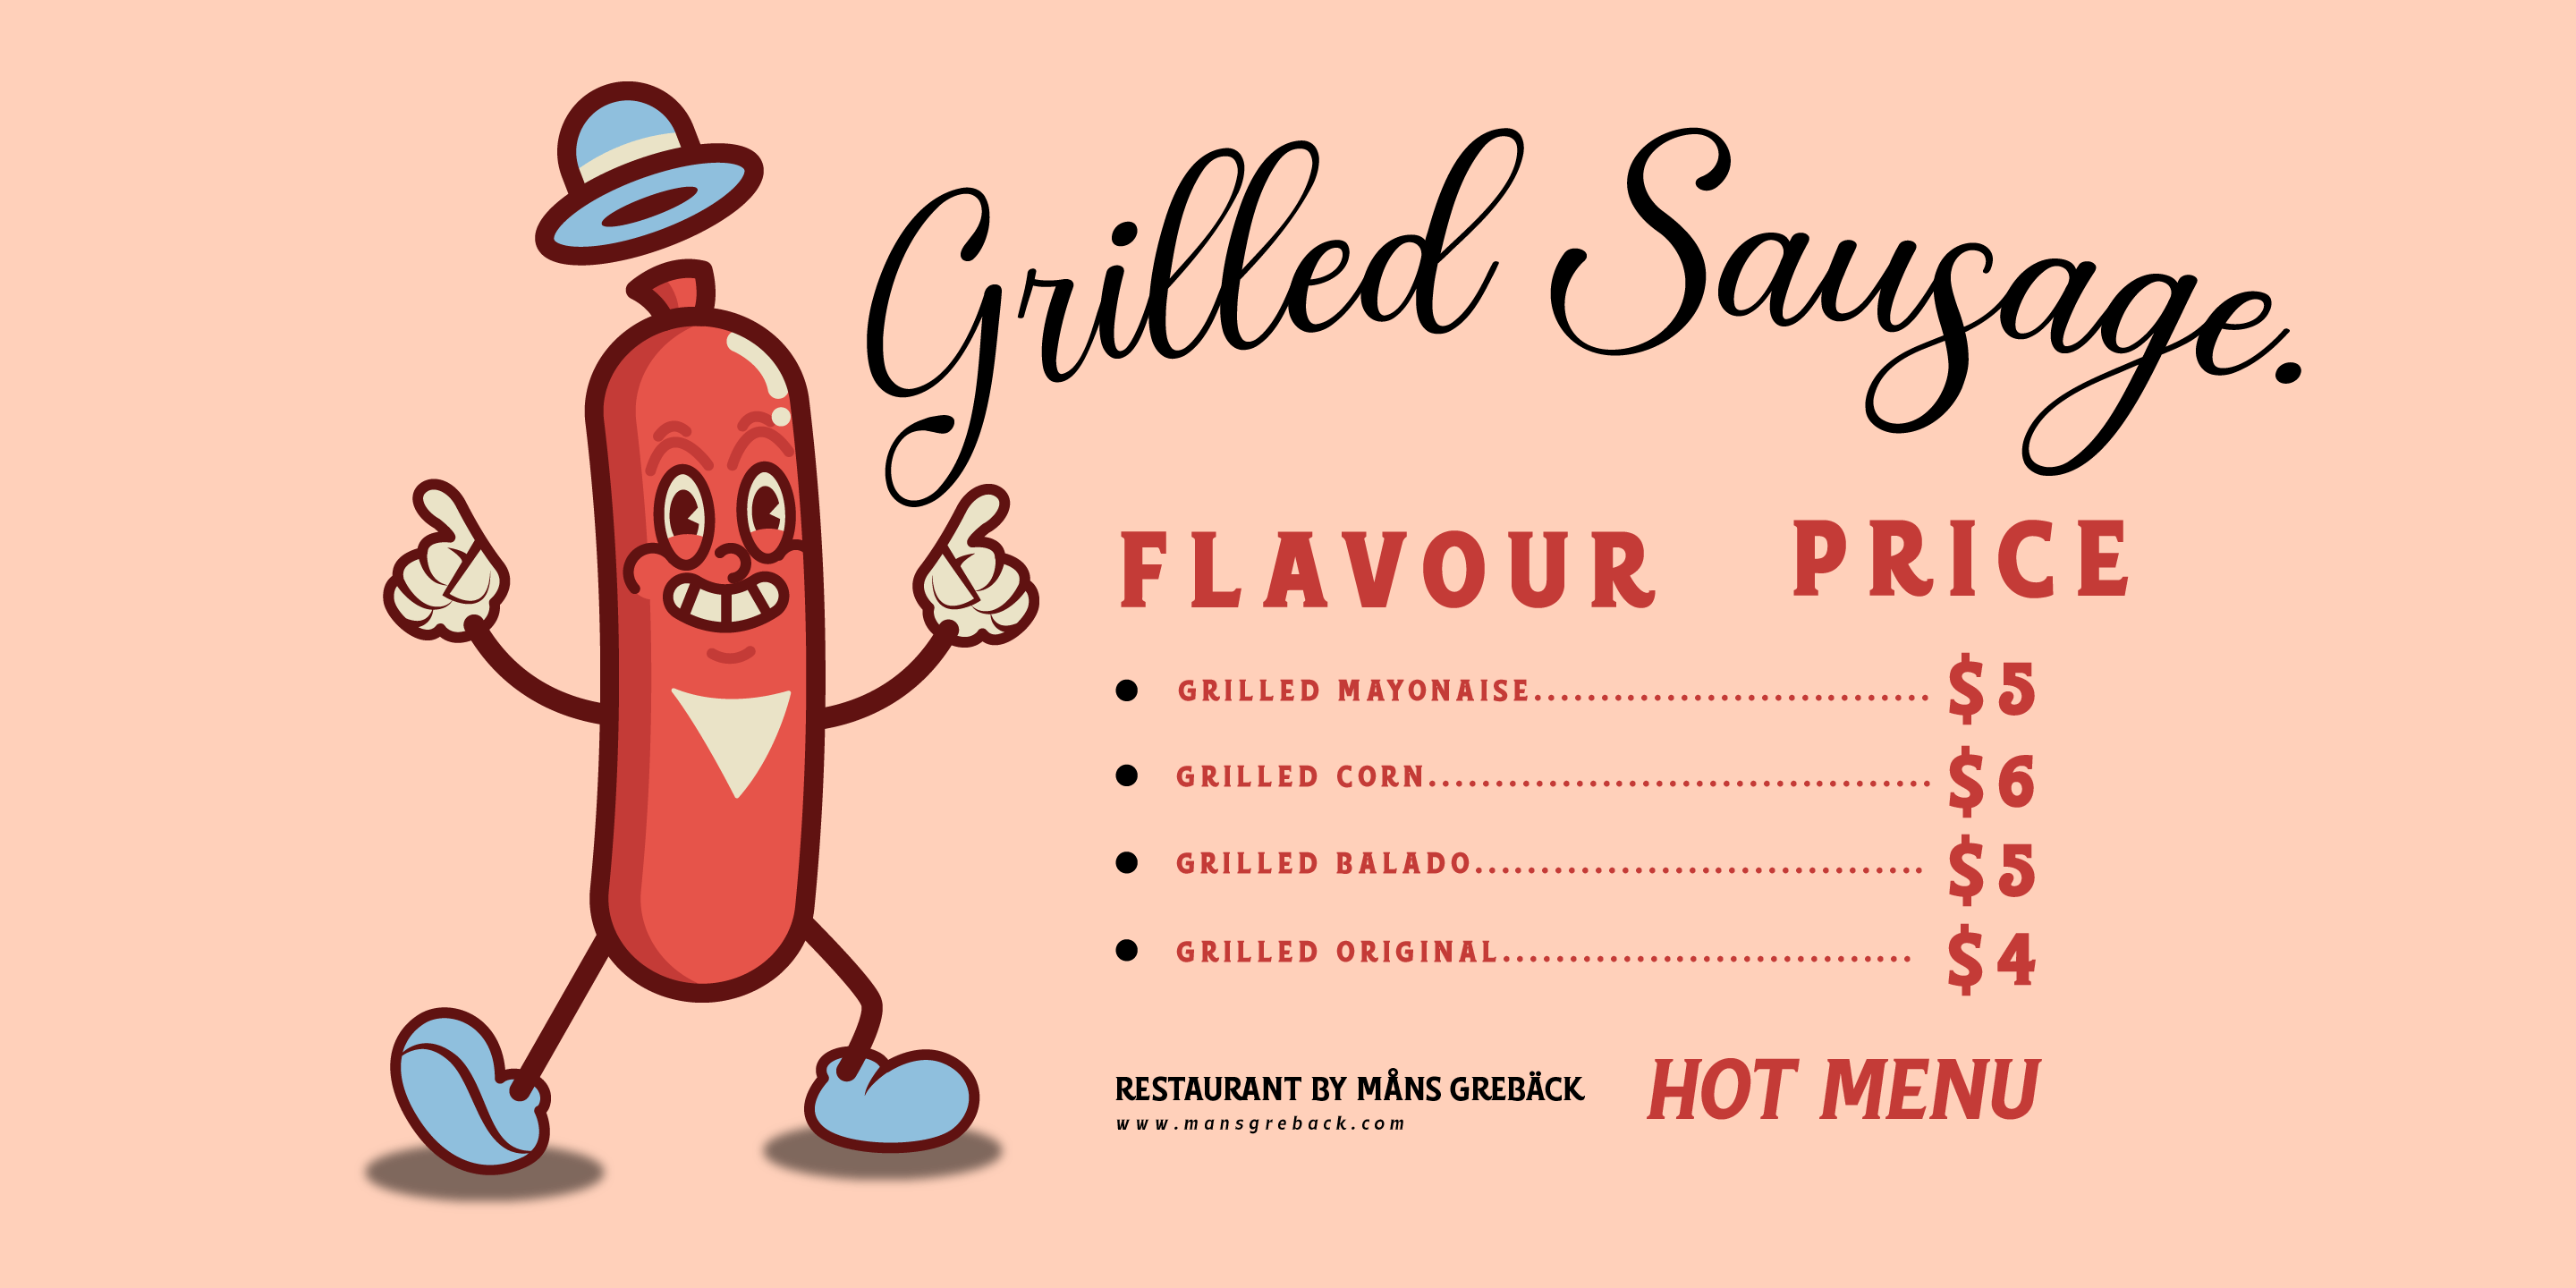 Grilled Sausage.
FLAVOUR PRICE
● GRILLED MAYONAISE.............................. $5
● GRILLED CORN...................................... $6
● GRILLED BALADO.................................. $5
● GRILLED ORIGINAL............................... $4
RESTAURANT BY MÅNS GREBÄCK
www.mansgreback.com
HOT MENU